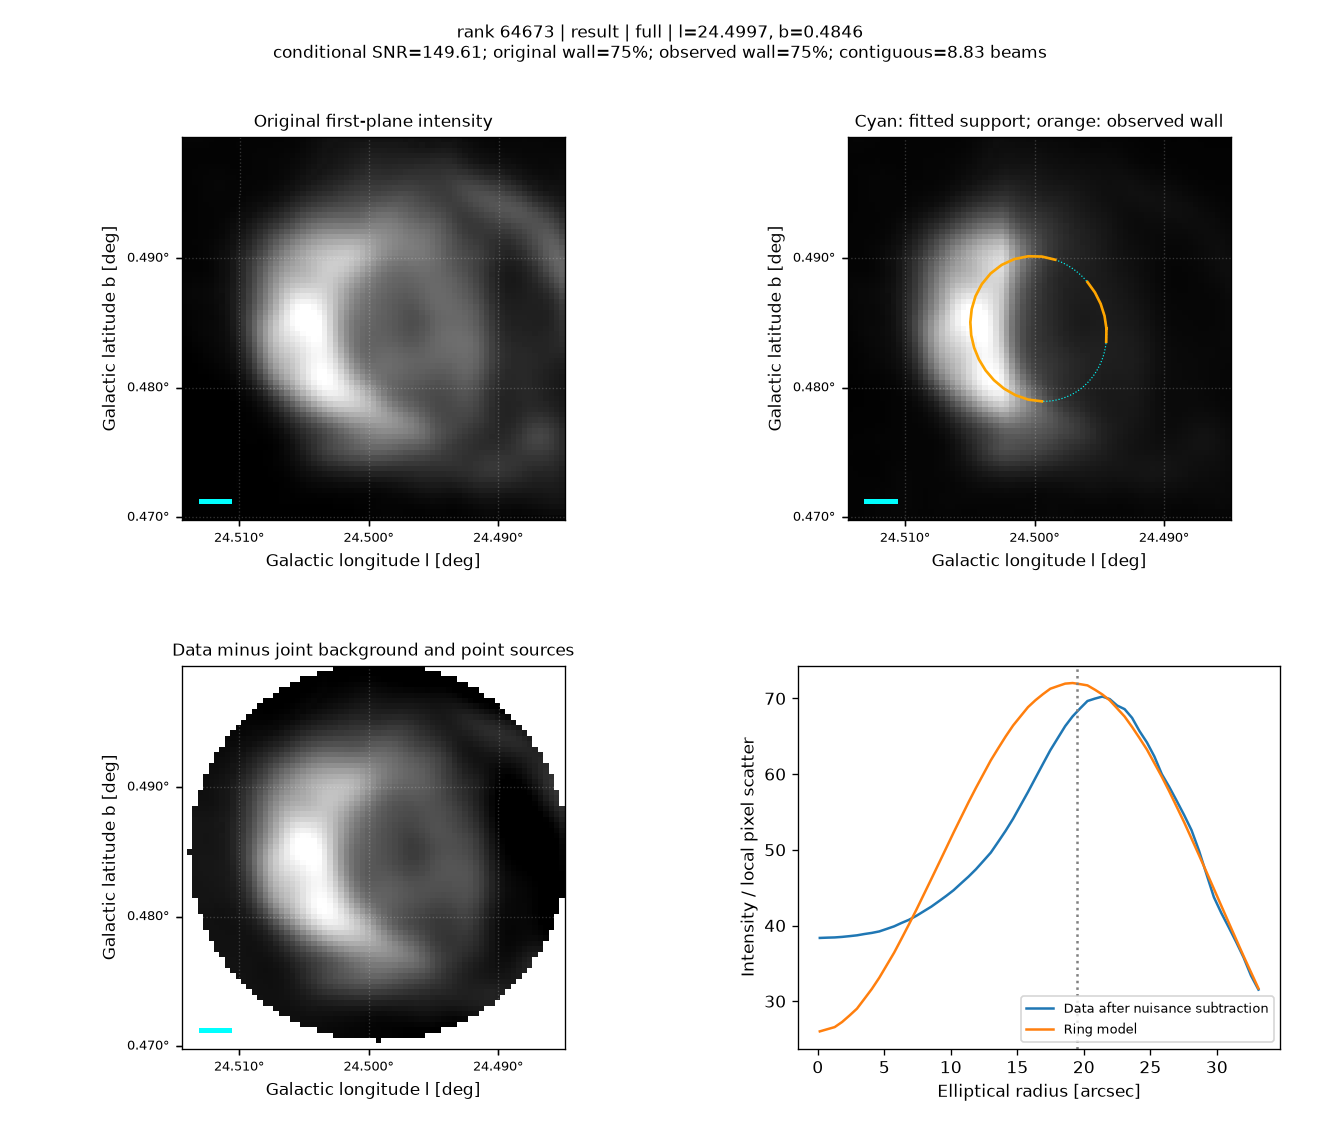 rank 64673 | result | full | l=24.4997, b=0.4846
conditional SNR=149.61; original wall=75%; observed wall=75%; contiguous=8.83 beams
Original first-plane intensity
Galactic latitude b [deg]
0.490°
0.480°
0.470°
24.510°
24.500°
24.490°
Galactic longitude l [deg]
Cyan: fitted support; orange: observed wall
Galactic latitude b [deg]
0.490°
0.480°
0.470°
24.510°
24.500°
24.490°
Galactic longitude l [deg]
Data minus joint background and point sources
Galactic latitude b [deg]
0.490°
0.480°
0.470°
24.510°
24.500°
24.490°
Galactic longitude l [deg]
Intensity / local pixel scatter
70
60
50
40
30
Data after nuisance subtraction
Ring model
0
5
10
15
20
25
30
Elliptical radius [arcsec]